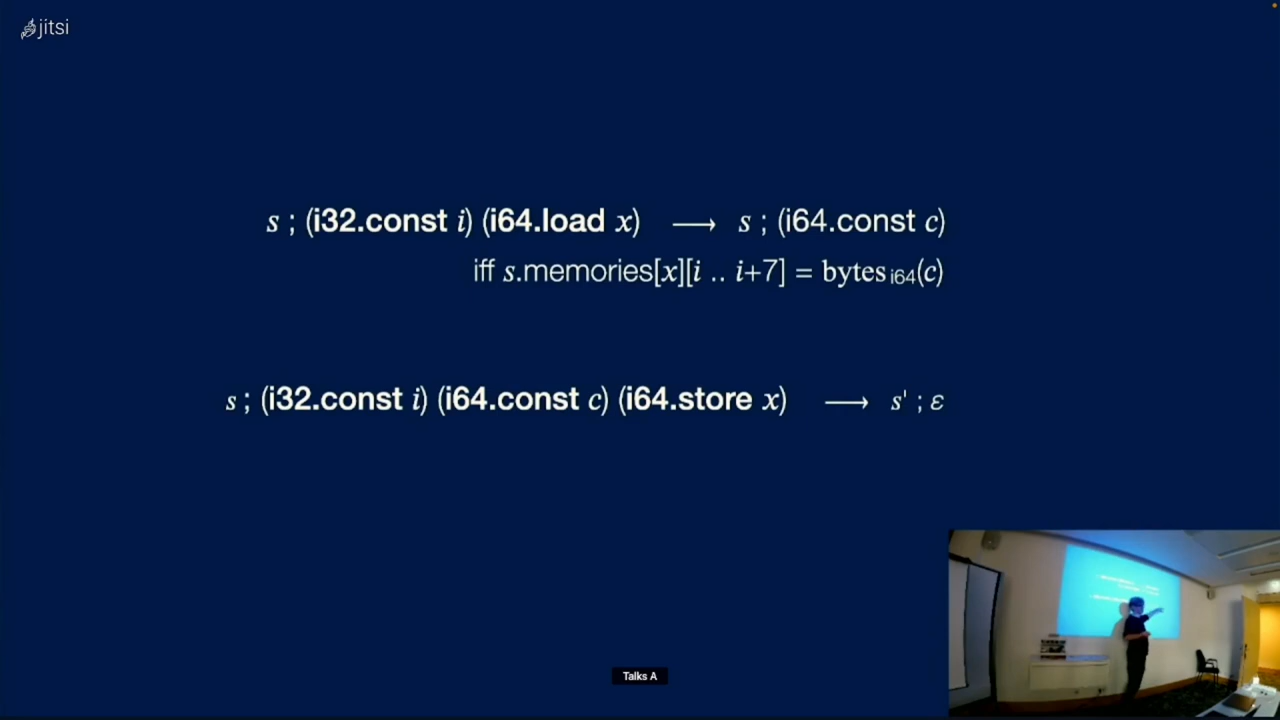 jitsi
s ; (i32.const i) (i64.load x) ⟶ s ; (i64.const c)
iff s.memories[x][i .. i+7] = bytes i64(c)
s ; (i32.const i) (i64.const c) (i64.store x) ⟶ s' ; ε
Talks A